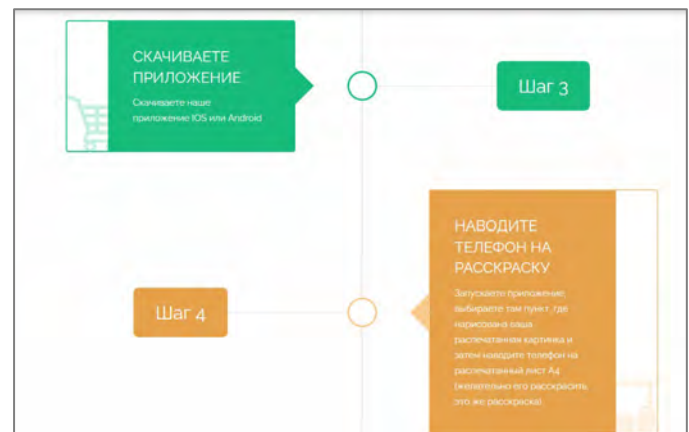 СКАЧИВАЕТЕ
ПРИЛОЖЕНИЕ
Скачиваете наше
приложение IOS или Android
Шаг 3
НАВОДИТЕ
ТЕЛЕФОН НА
РАССКРАСКУ
Запускаете приложение,
выбираете там пункт, где
нарисована ваша
распечатанная картинка и
затем наводите телефон на
распечатанный лист А4
(желательно его расскрасить,
это же расскраска)
Шаг 4